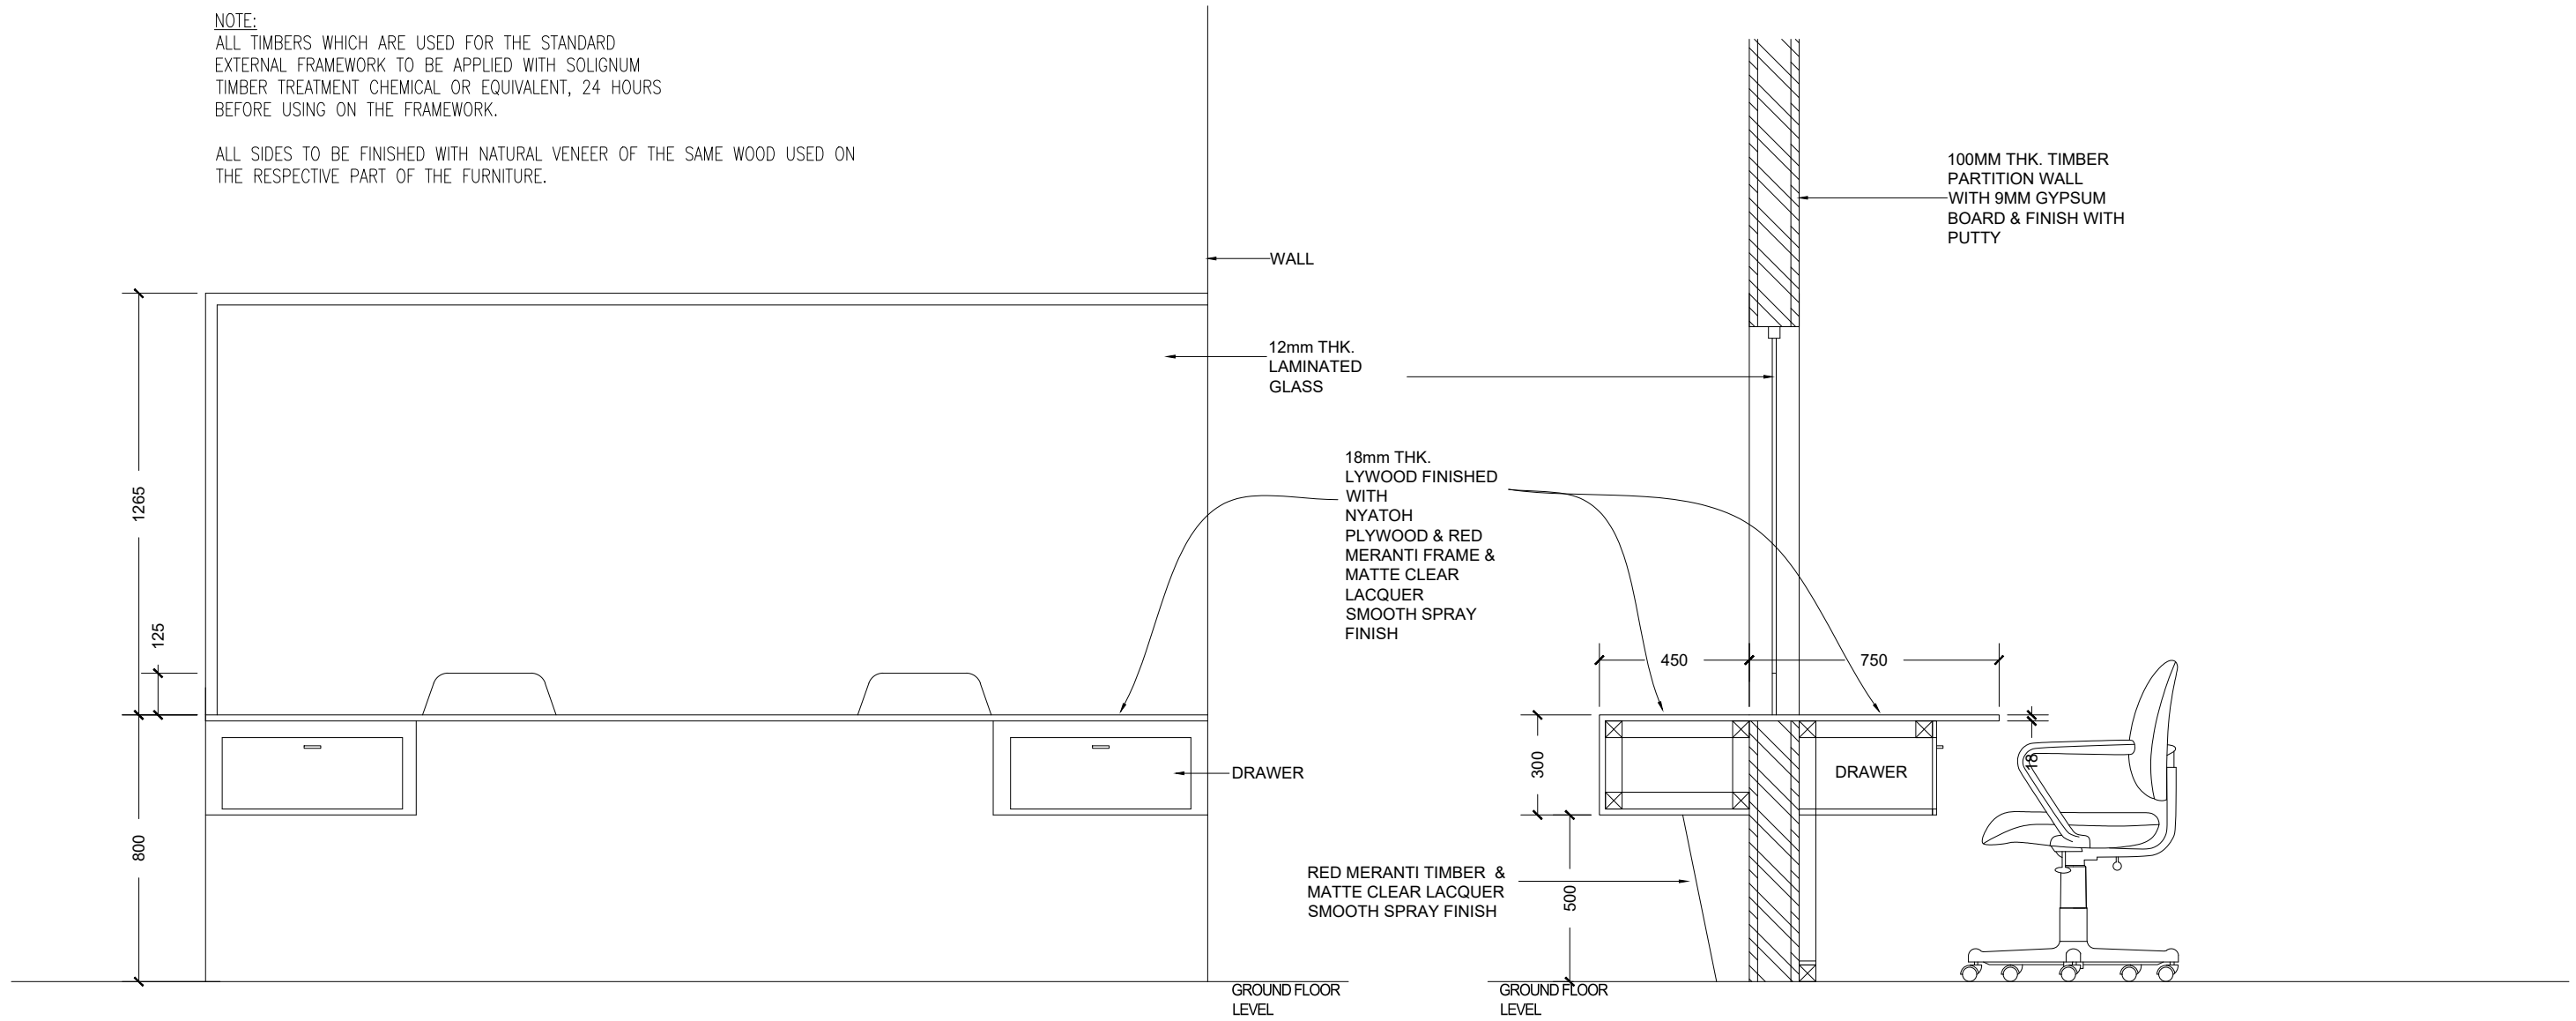 NOTE:
ALL TIMBERS WHICH ARE USED FOR THE STANDARD
EXTERNAL FRAMEWORK TO BE APPLIED WITH SOLIGNUM
TIMBER TREATMENT CHEMICAL OR EQUIVALENT, 24 HOURS
BEFORE USING ON THE FRAMEWORK.
ALL SIDES TO BE FINISHED WITH NATURAL VENEER OF THE SAME WOOD USED ON
THE RESPECTIVE PART OF THE FURNITURE.
100MM THK. TIMBER
PARTITION WALL
WITH 9MM GYPSUM
BOARD & FINISH WITH
PUTTY
WALL
12mm THK.
LAMINATED
GLASS
18mm THK.
LYWOOD FINISHED
WITH
NYATOH
PLYWOOD & RED
MERANTI FRAME &
MATTE CLEAR
LACQUER
SMOOTH SPRAY
FINISH
1265
125
800
450
750
300
18
500
DRAWER
DRAWER
RED MERANTI TIMBER &
MATTE CLEAR LACQUER
SMOOTH SPRAY FINISH
GROUND FLOOR
LEVEL
GROUND FLOOR
LEVEL